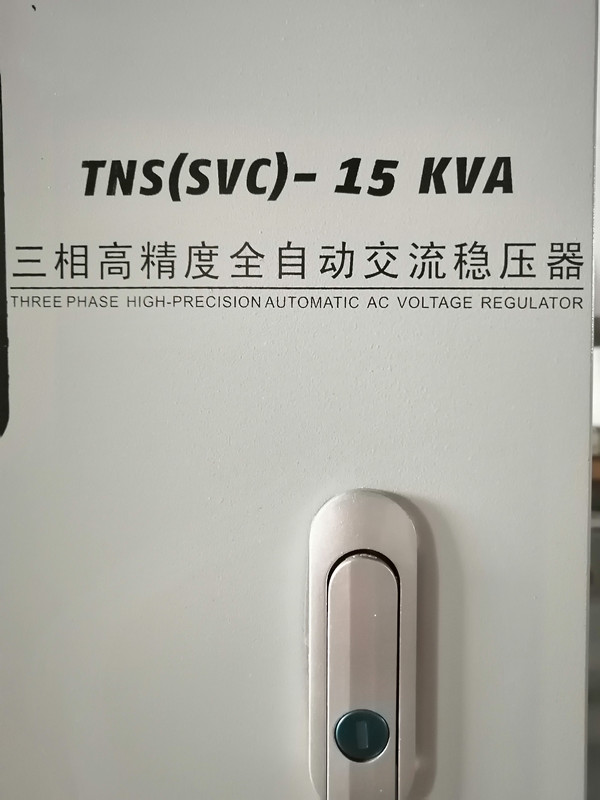 TNS(SVC)- 15 KVA
三相高精度全自动交流稳压器
THREE PHASE HIGH-PRECISION AUTOMATIC AC VOLTAGE REGULATOR